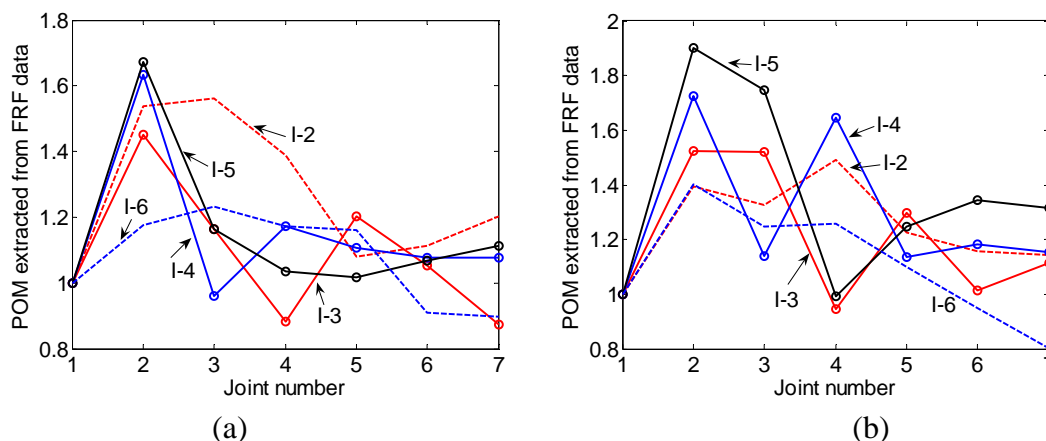 1.8
1.6
1.4
1.2
1
0.8
POM extracted from FRF data
I-2
I-5
I-6
I-4
I-3
1 2 3 4 5 6 7
Joint number
(a)
2
1.8
1.6
1.4
1.2
1
0.8
POM extracted from FRF data
I-5
I-4
I-2
I-3
I-6
1 2 3 4 5 6 7
Joint number
(b)